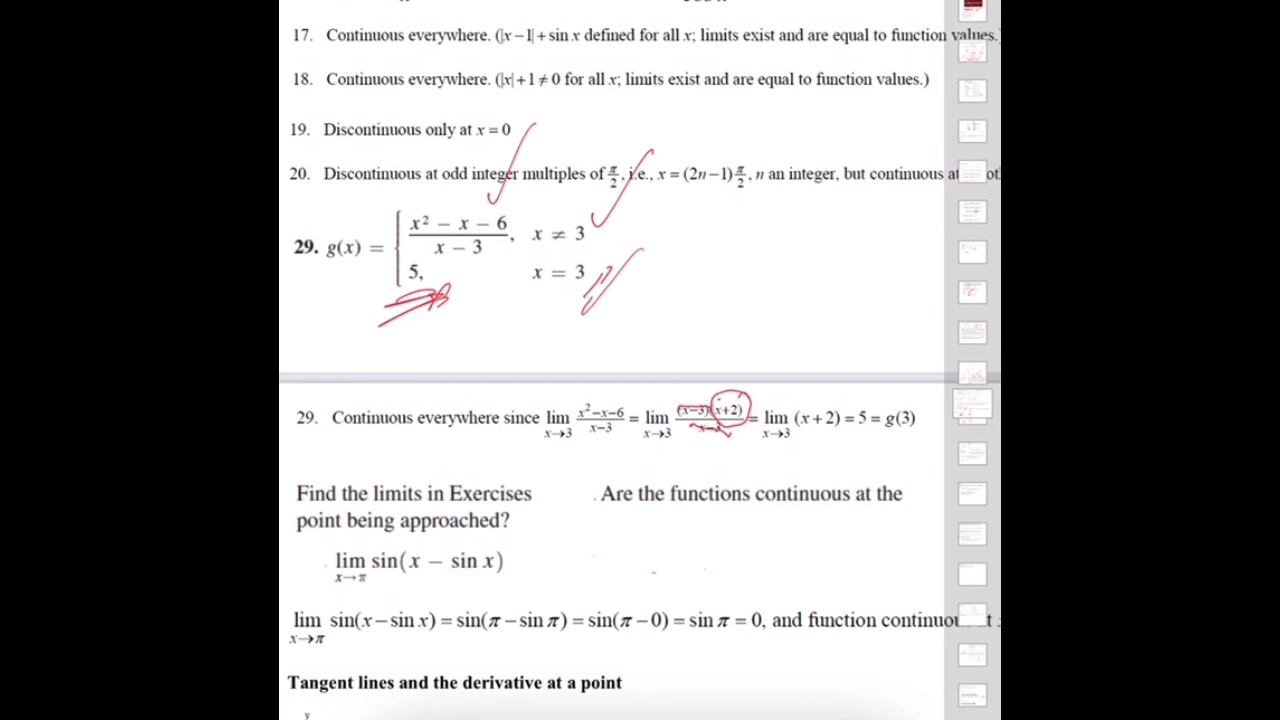 17. Continuous everywhere. (|x−1|+sin x defined for all x; limits exist and are equal to function values.)
18. Continuous everywhere. (|x|+1≠0 for all x; limits exist and are equal to function values.)
19. Discontinuous only at x=0
20. Discontinuous at odd integer multiples of π/2, i.e., x=(2n−1)π/2, n an integer, but continuous at
29. g(x) = { (x² − x − 6)/(x − 3), x ≠ 3
5, x = 3
29. Continuous everywhere since lim x→3 (x²−x−6)/(x−3) = lim x→3 (x−3)(x+2)/(x−3) = lim x→3 (x+2)=5=g(3)
Find the limits in Exercises . Are the functions continuous at the
point being approached?
lim x→π sin(x − sin x)
lim x→π sin(x−sin x)=sin(π−sin π)=sin(π−0)=sin π=0, and function
Tangent lines and the derivative at a point
y